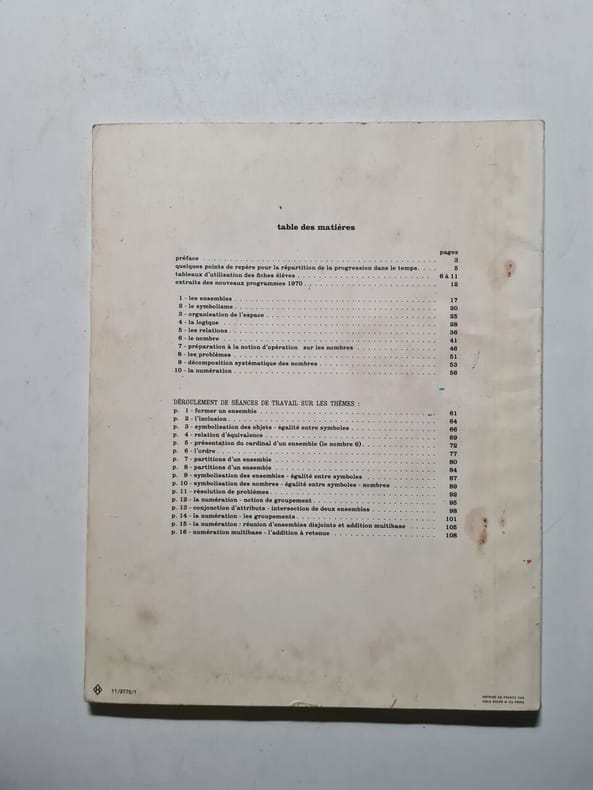 table des matières
pages
préface 3
quelques points de repère pour la répartition de la progression dans le temps 5
tableaux d'utilisation des fiches élèves 6 à 11
extraits des nouveaux programmes 1970 12
1 - les ensembles 17
2 - le symbolisme 20
3 - organisation de l'espace 25
4 - la logique 28
5 - les relations 36
6 - le nombre 41
7 - préparation à la notion d'opération sur les nombres 46
8 - les problèmes 51
9 - décomposition systématique des nombres 53
10 - la numération 56
DÉROULEMENT DE SÉANCES DE TRAVAIL SUR LES THÈMES :
p. 1 - former un ensemble 61
p. 2 - l'inclusion 64
p. 3 - symbolisation des objets - égalité entre symboles 66
p. 4 - relation d'équivalence 69
p. 5 - présentation du cardinal d'un ensemble (le nombre 6) 72
p. 6 - l'ordre 77
p. 7 - partitions d'un ensemble 80
p. 8 - partitions d'un ensemble 84
p. 9 - symbolisation des ensembles - égalité entre symboles 87
p. 10 - symbolisation des nombres - égalité entre symboles - nombres 89
p. 11 - résolution de problèmes 92
p. 12 - la numération - notion de groupement 95
p. 13 - conjonction d'attributs - intersection de deux ensembles 98
p. 14 - la numération - les groupements 101
p. 15 - la numération : réunion d'ensembles disjoints et addition multibase 105
p. 16 - numération multibase - l'addition à retenue 108
11/3775/1
IMPRIMÉ EN FRANCE PAR